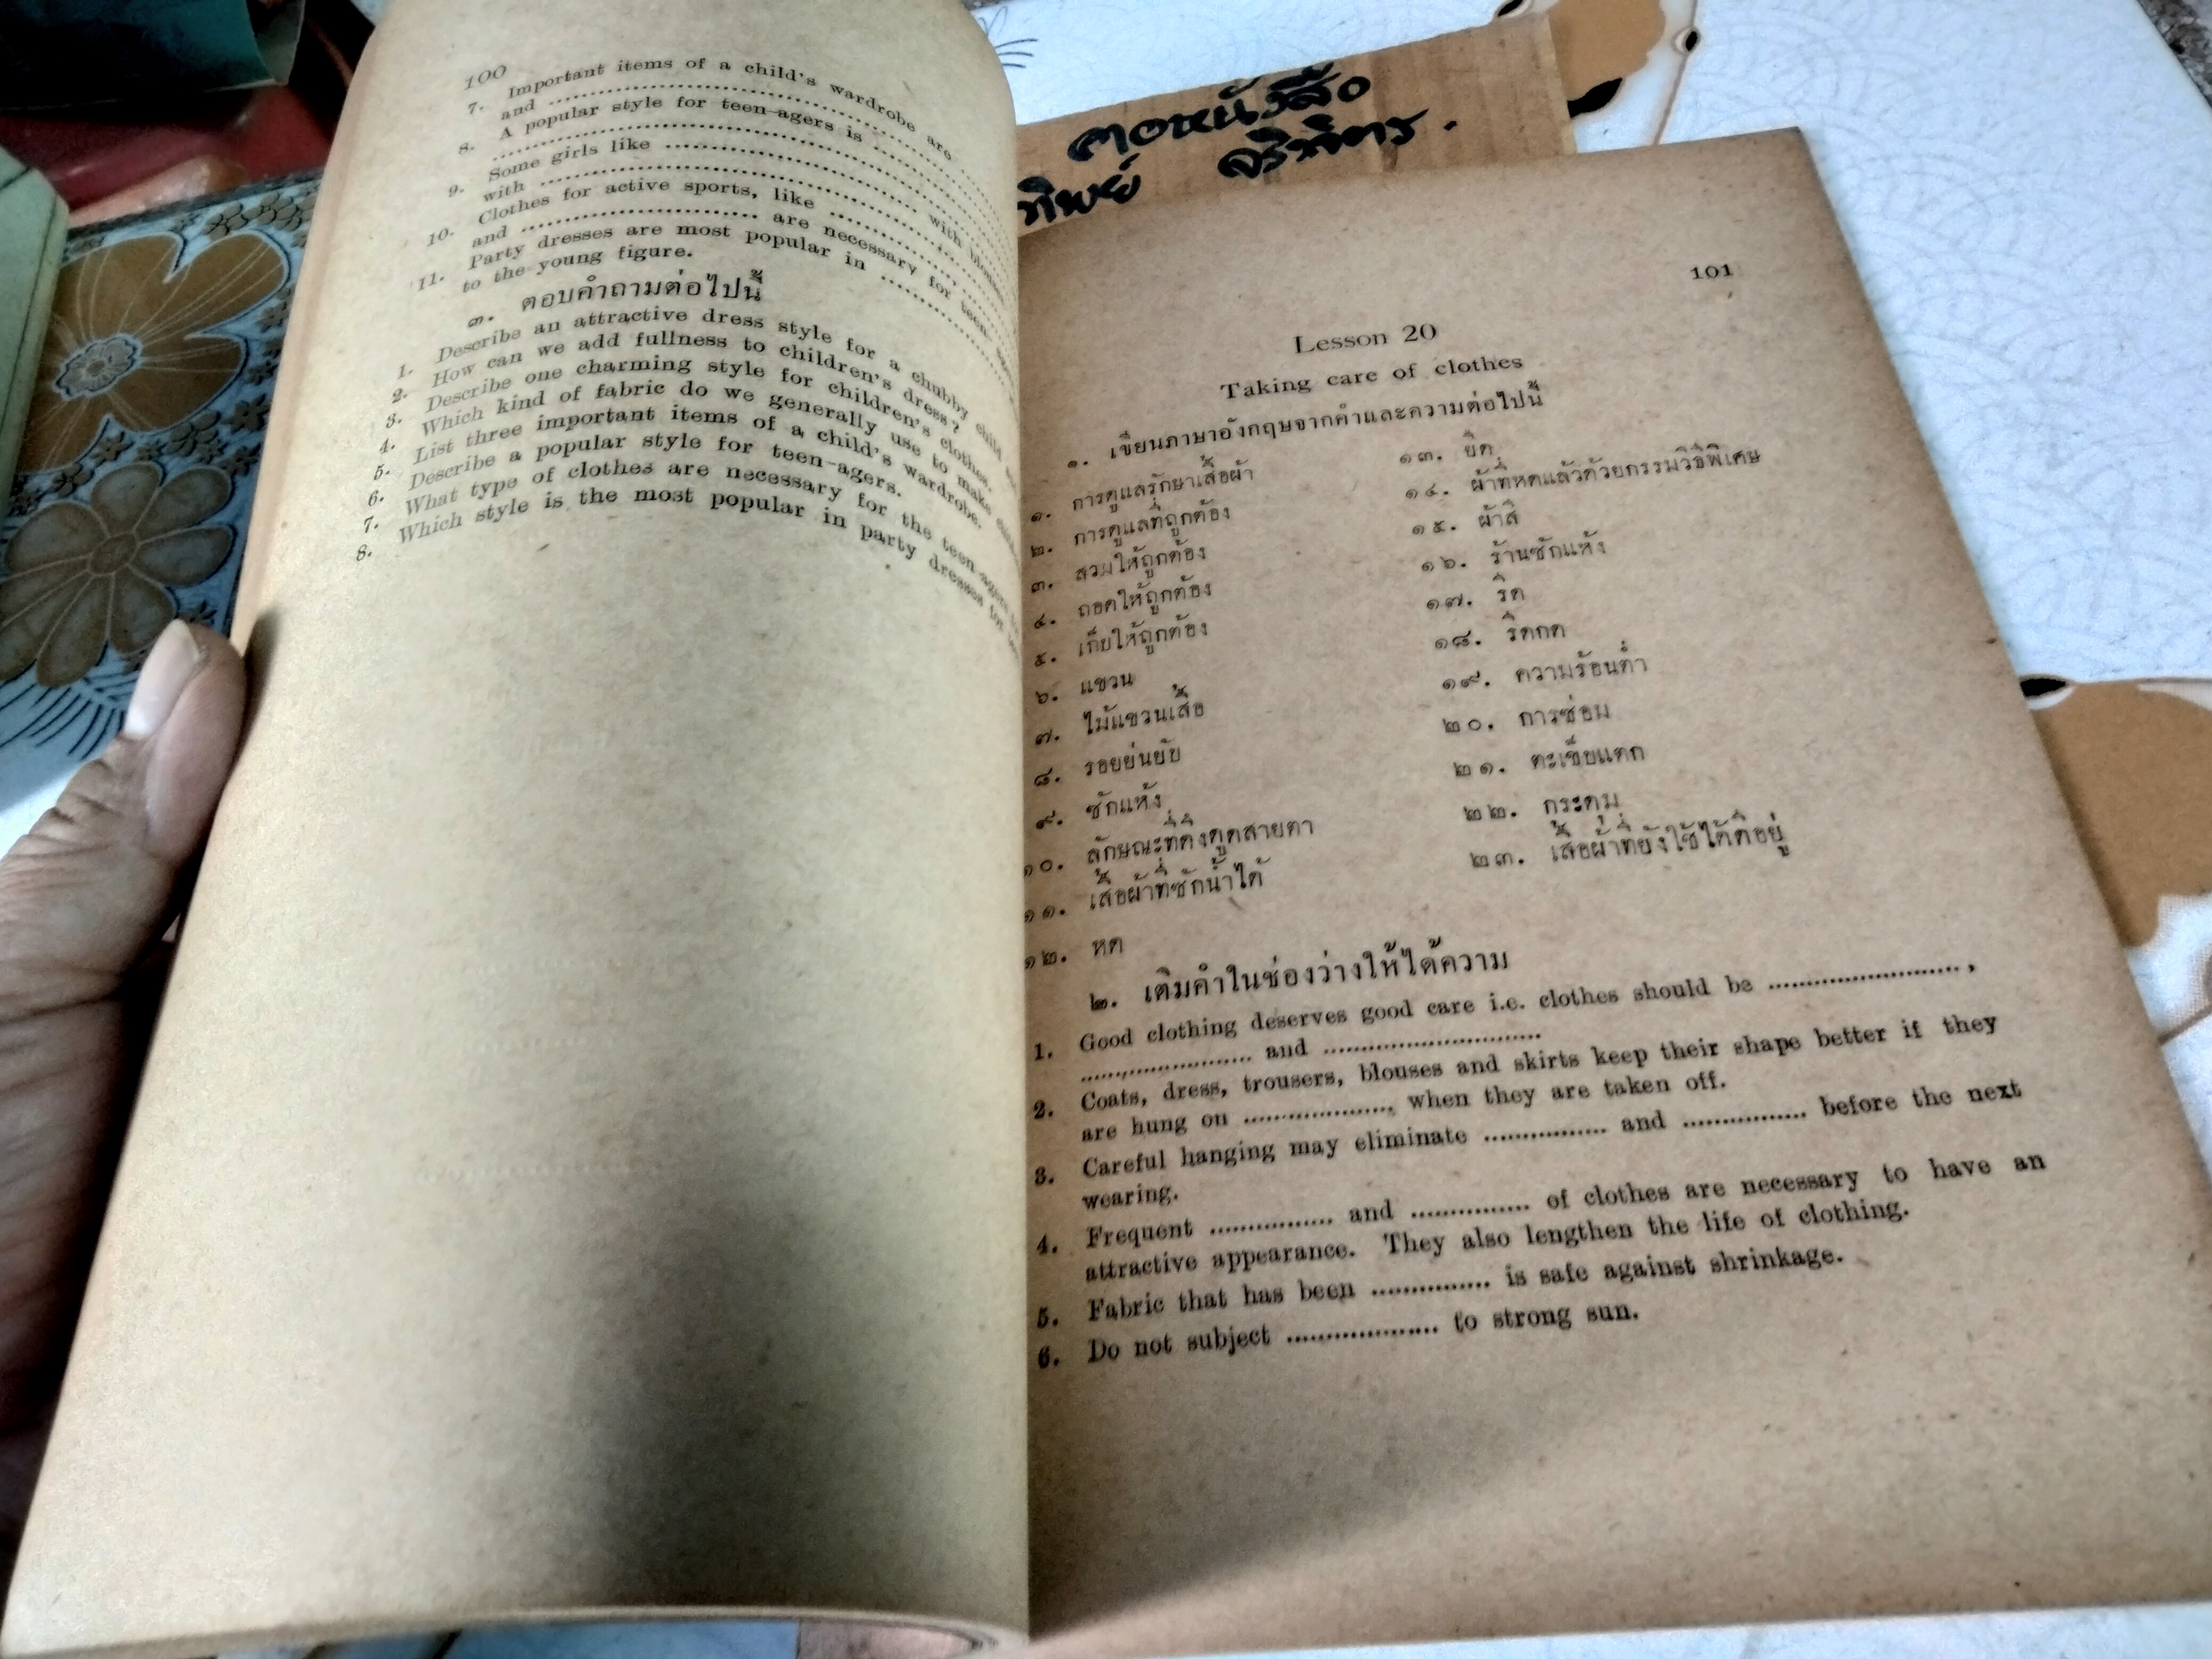 100
7. Important items of a child's wardrobe are
and ........................................
8. A popular style for teen-agers is ............
........................................
9. Some girls like ........................................ with blouses
with ........................................
10. Clothes for active sports, like ....................,
and ........................ are necessary for teen
11. Party dresses are most popular in ....................
to the young figure.
๓. ตอบคำถามต่อไปนี้
1. Describe an attractive dress style for a chubby child
2. How can we add fullness to children's dress?
3. Describe one charming style for children's clothes.
4. Which kind of fabric do we generally use to make
5. List three important items of a child's wardrobe.
6. Describe a popular style for teen-agers.
7. What type of clothes are necessary for the teen-agers
8. Which style is the most popular in party dresses for
คอหนังสือ
ทิพย์
101
Lesson 20
Taking care of clothes
๑. เขียนภาษาอังกฤษจากคำและความต่อไปนี้
๑. การดูแลรักษาเสื้อผ้า
๒. การดูแลที่ถูกต้อง
๓. สวมให้ถูกต้อง
๔. ถอดให้ถูกต้อง
๕. เก็บให้ถูกต้อง
๖. แขวน
๗. ไม้แขวนเสื้อ
๘. รอยย่นยับ
๙. ซักแห้ง
๑๐. ลักษณะที่ดึงดูดสายตา
๑๑. เสื้อผ้าที่ซักน้ำได้
๑๒. หด
๑๓. ยืด
๑๔. ผ้าที่หดแล้วด้วยกรรมวิธีพิเศษ
๑๕. ผ้าสี
๑๖. ร้านซักแห้ง
๑๗. รีด
๑๘. รีดกด
๑๙. ความร้อนต่ำ
๒๐. การซ่อม
๒๑. ตะเข็บแตก
๒๒. กระดุม
๒๓. เสื้อผ้าที่ยังใช้ได้ดีอยู่
๒. เติมคำในช่องว่างให้ได้ความ
1. Good clothing deserves good care i.e. clothes should be ........................,
........................ and ..............................
2. Coats, dress, trousers, blouses and skirts keep their shape better if they
are hung on ...................., when they are taken off.
3. Careful hanging may eliminate ................ and ................ before the next
wearing.
4. Frequent ................ and ................ of clothes are necessary to have an
attractive appearance. They also lengthen the life of clothing.
5. Fabric that has been ................ is safe against shrinkage.
6. Do not subject .................... to strong sun.